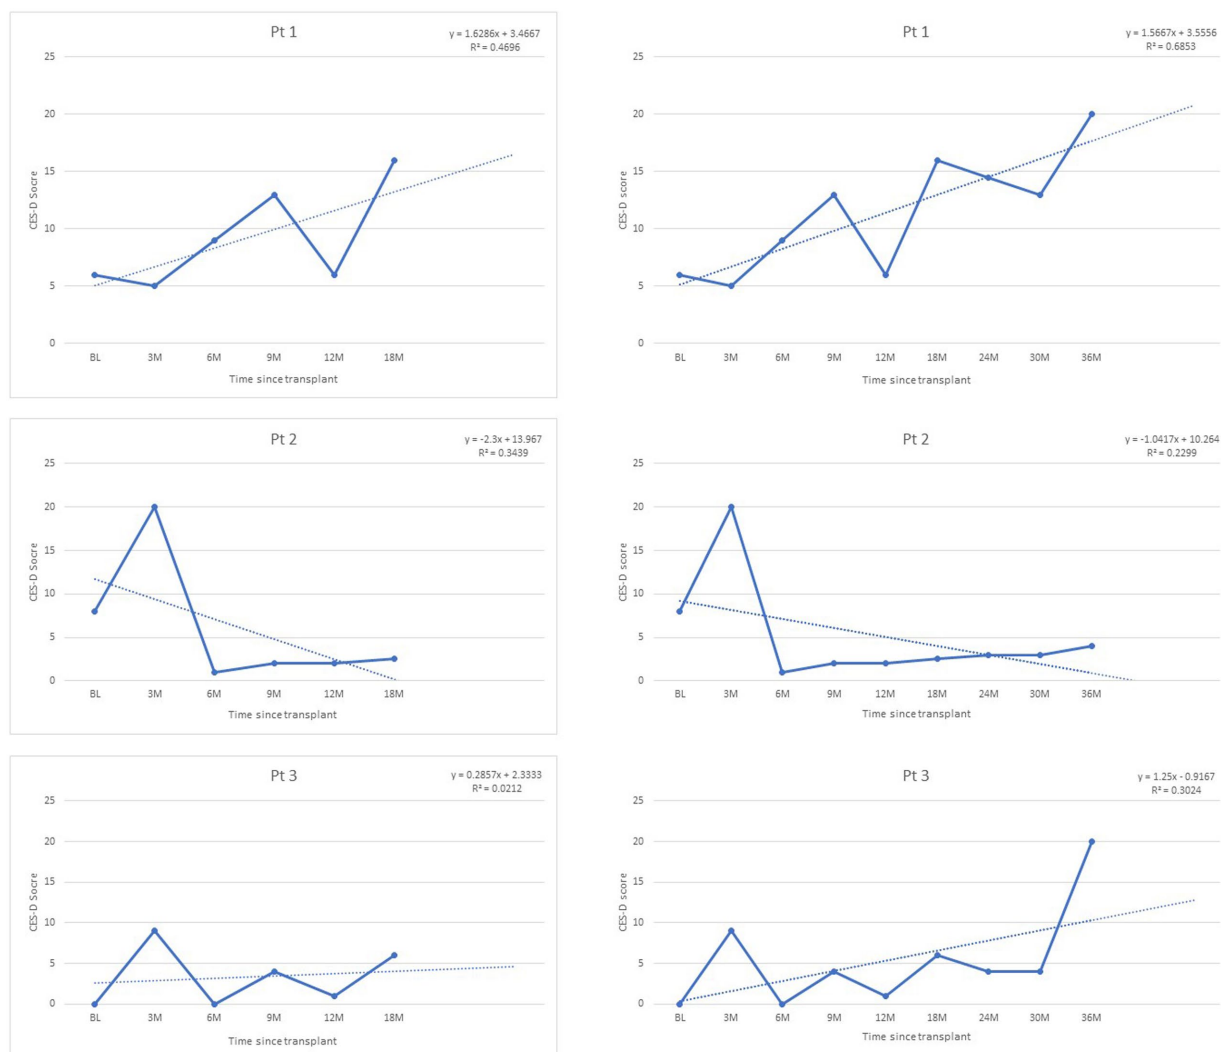 Pt 1
y = 1.6286x + 3.4667
R² = 0.4696
25
20
15
10
5
0
CES-D Socre
BL 3M 6M 9M 12M 18M
Time since transplant
Pt 1
y = 1.5667x + 3.5556
R² = 0.6853
25
20
15
10
5
0
CES-D score
BL 3M 6M 9M 12M 18M 24M 30M 36M
Time since transplant
Pt 2
y = -2.3x + 13.967
R² = 0.3439
25
20
15
10
5
0
CES-D Socre
BL 3M 6M 9M 12M 18M
Time since transplant
Pt 2
y = -1.0417x + 10.264
R² = 0.2299
25
20
15
10
5
0
CES-D score
BL 3M 6M 9M 12M 18M 24M 30M 36M
Time since transplant
Pt 3
y = 0.2857x + 2.3333
R² = 0.0212
25
20
15
10
5
0
CES-D Socre
BL 3M 6M 9M 12M 18M
Time since transplant
Pt 3
y = 1.25x - 0.9167
R² = 0.3024
25
20
15
10
5
0
CES-D score
BL 3M 6M 9M 12M 18M 24M 30M 36M
Time since transplant